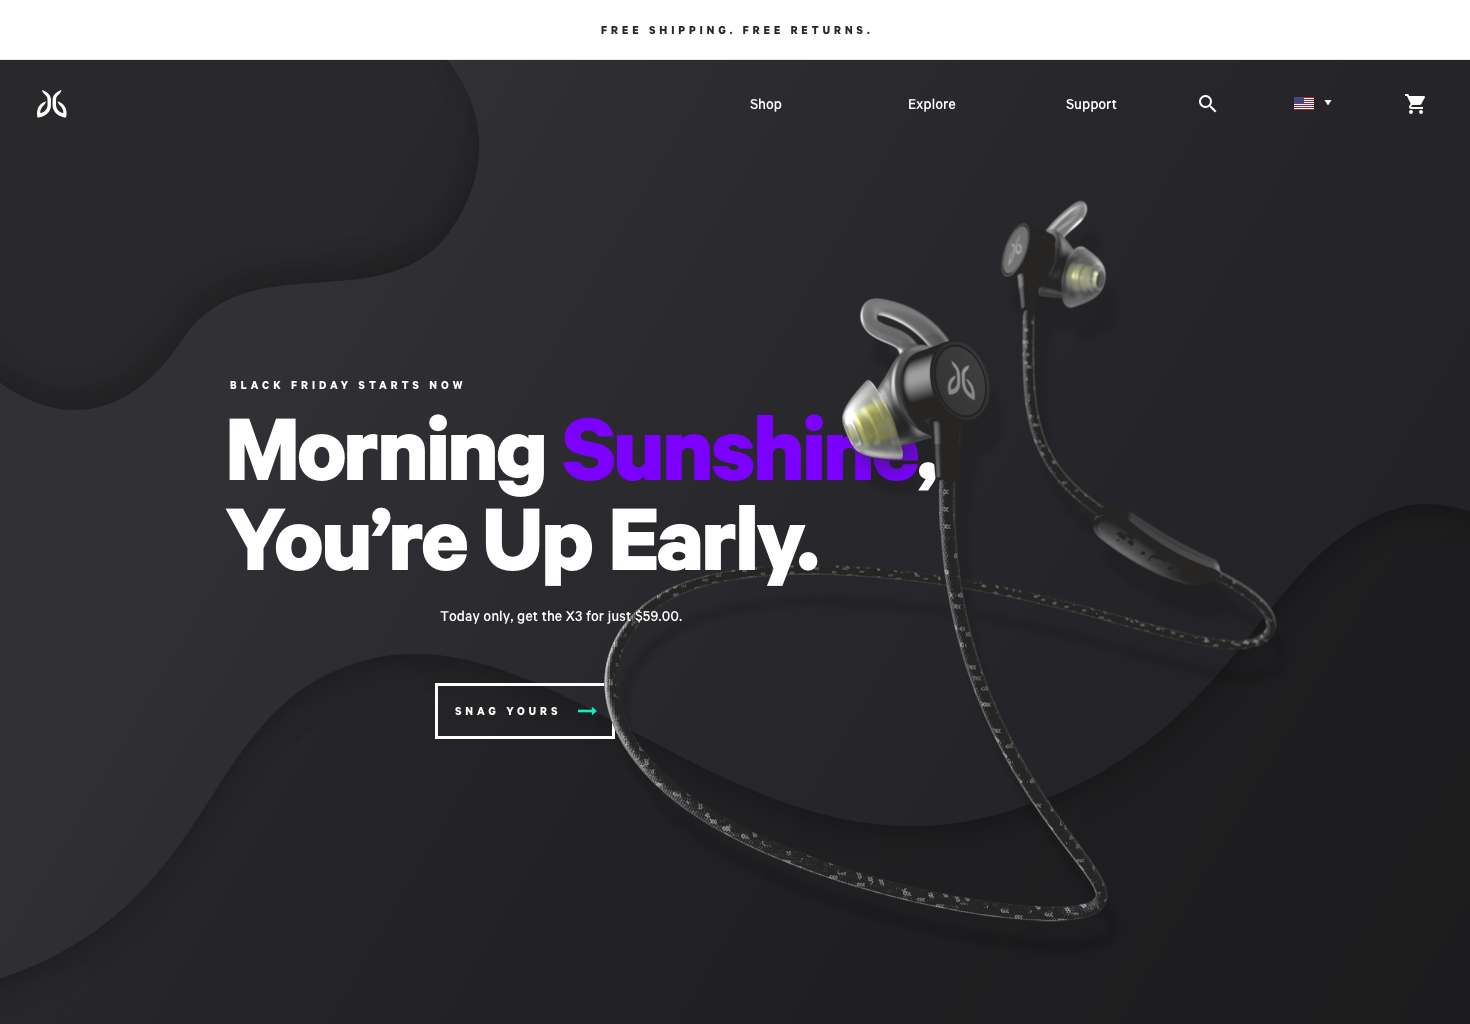 FREE SHIPPING. FREE RETURNS.
Shop Explore Support
BLACK FRIDAY STARTS NOW
Morning Sunshine,
You’re Up Early.
Today only, get the X3 for just $59.00.
SNAG YOURS